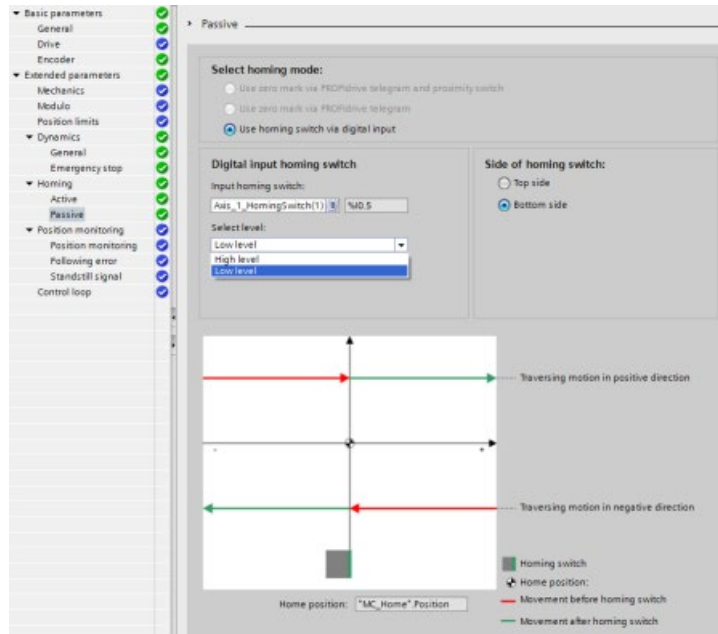 Basic parameters
General
Drive
Encoder
Extended parameters
Mechanics
Modulo
Position limits
Dynamics
General
Emergency stop
Homing
Active
Passive
Position monitoring
Position monitoring
Following error
Standstill signal
Control loop
Passive
Select homing mode:
Use zero mark via PROFIdrive telegram and proximity switch
Use zero mark via PROFIdrive telegram
Use homing switch via digital input
Digital input homing switch
Input homing switch:
Axis_1_HomingSwitch(1) %I0.5
Select level:
Low level
High level
Low level
Side of homing switch:
Top side
Bottom side
Traversing motion in positive direction
- +
Traversing motion in negative direction
Homing switch
Home position:
Movement before homing switch
Movement after homing switch
Home position: "MC_Home".Position